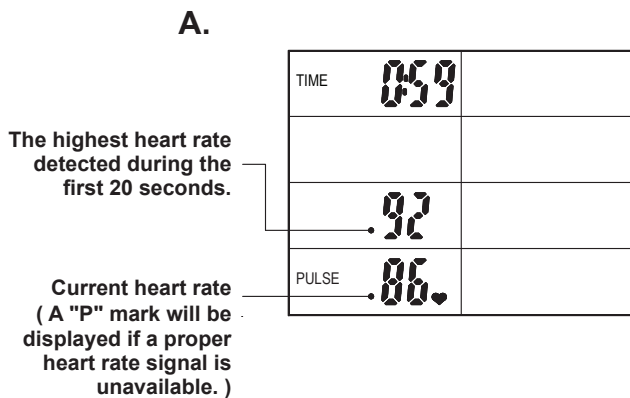 A.
TIME 0:59
The highest heart rate
detected during the
first 20 seconds.
92
PULSE 86
Current heart rate
( A "P" mark will be
displayed if a proper
heart rate signal is
unavailable. )